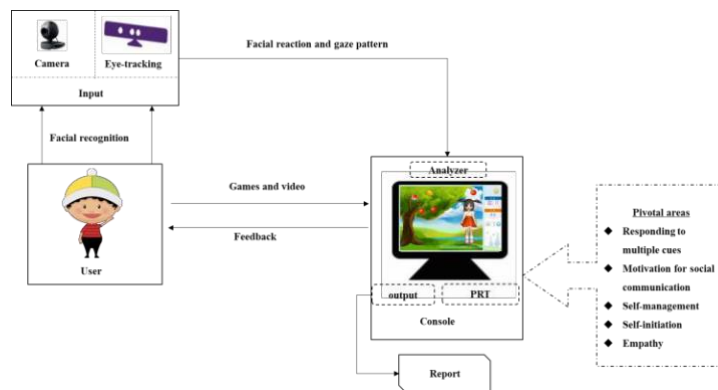 Camera
Eye-tracking
Input
Facial reaction and gaze pattern
Facial recognition
User
Games and video
Feedback
Analyzer
output
PRT
Console
Report
Pivotal areas
◆ Responding to
multiple cues
◆ Motivation for social
communication
◆ Self-management
◆ Self-initiation
◆ Empathy